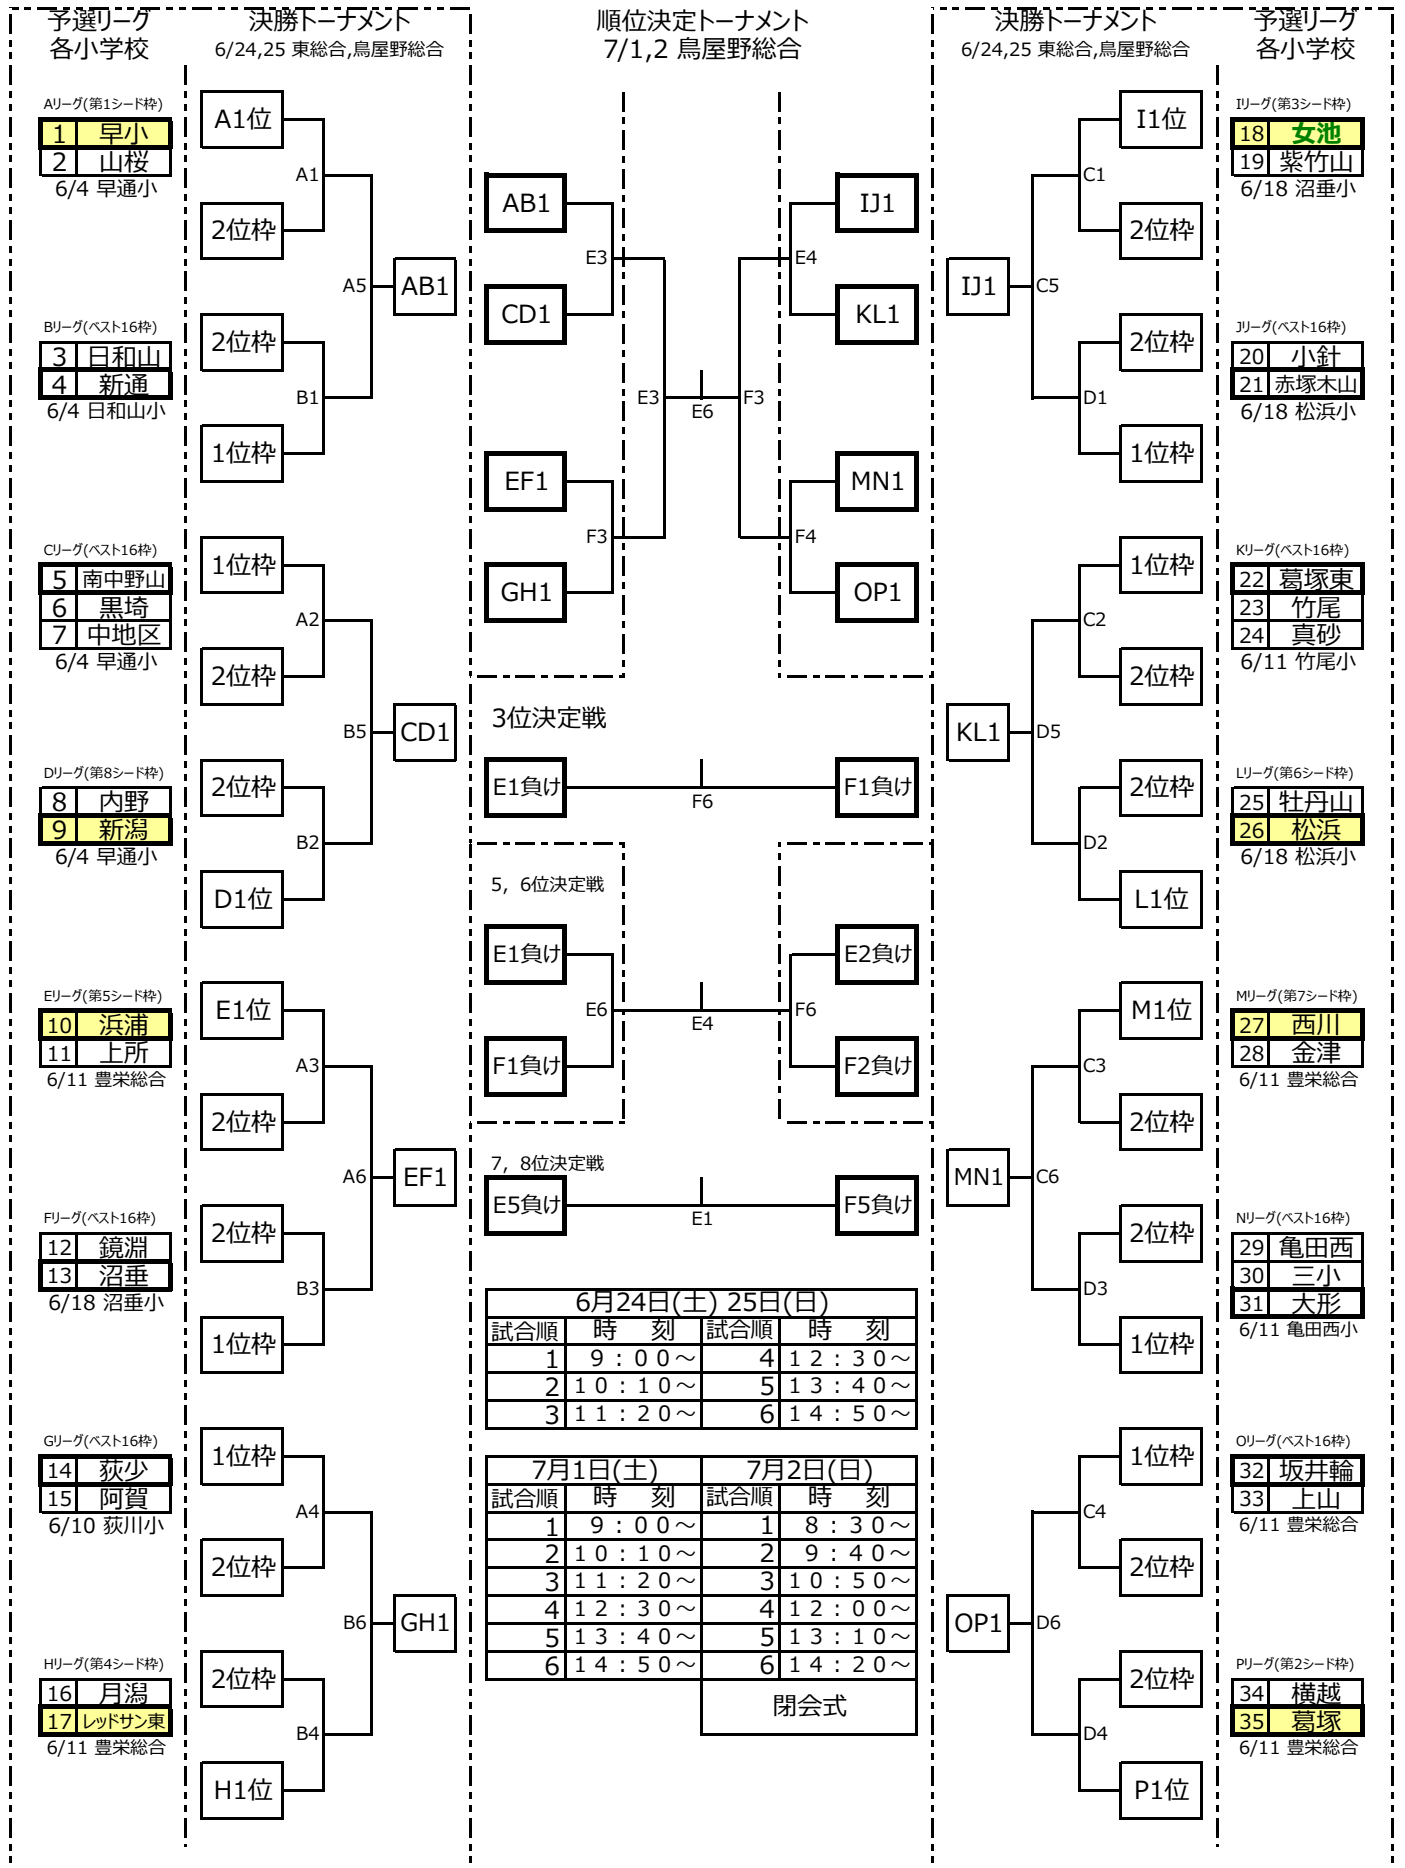 予選リーグ
各小学校
決勝トーナメント
6/24,25 東総合,鳥屋野総合
順位決定トーナメント
7/1,2 鳥屋野総合
決勝トーナメント
6/24,25 東総合,鳥屋野総合
予選リーグ
各小学校
Aリーグ(第1シード枠)
1 早小
2 山桜
6/4 早通小
Bリーグ(ベスト16枠)
3 日和山
4 新通
6/4 日和山小
Cリーグ(ベスト16枠)
5 南中野山
6 黒埼
7 中地区
6/4 早通小
Dリーグ(第8シード枠)
8 内野
9 新潟
6/4 早通小
Eリーグ(第5シード枠)
10 浜浦
11 上所
6/11 豊栄総合
Fリーグ(ベスト16枠)
12 鏡淵
13 沼垂
6/18 沼垂小
Gリーグ(ベスト16枠)
14 荻少
15 阿賀
6/10 荻川小
Hリーグ(第4シード枠)
16 月潟
17 レッドサン東
6/11 豊栄総合
A1位
A1
2位枠
A5
AB1
2位枠
B1
1位枠
1位枠
A2
2位枠
B5
CD1
2位枠
B2
D1位
E1位
A3
2位枠
A6
EF1
2位枠
B3
1位枠
1位枠
A4
2位枠
B6
GH1
2位枠
B4
H1位
AB1
E3
CD1
E3
EF1
F3
GH1
E6
IJ1
E4
KL1
F3
MN1
F4
OP1
3位決定戦
E1負け
F6
F1負け
5，6位決定戦
E1負け
E6
F1負け
E4
E2負け
F6
F2負け
7，8位決定戦
E5負け
E1
F5負け
6月24日(土) 25日(日)
試合順 時 刻 試合順 時 刻
1 9：00～ 4 12：30～
2 10：10～ 5 13：40～
3 11：20～ 6 14：50～
7月1日(土) 7月2日(日)
試合順 時 刻 試合順 時 刻
1 9：00～ 1 8：30～
2 10：10～ 2 9：40～
3 11：20～ 3 10：50～
4 12：30～ 4 12：00～
5 13：40～ 5 13：10～
6 14：50～ 6 14：20～
閉会式
I1位
C1
2位枠
IJ1
C5
2位枠
D1
1位枠
1位枠
C2
2位枠
KL1
D5
2位枠
D2
L1位
M1位
C3
2位枠
MN1
C6
2位枠
D3
1位枠
1位枠
C4
2位枠
OP1
D6
2位枠
D4
P1位
Iリーグ(第3シード枠)
18 女池
19 紫竹山
6/18 沼垂小
Jリーグ(ベスト16枠)
20 小針
21 赤塚木山
6/18 松浜小
Kリーグ(ベスト16枠)
22 葛塚東
23 竹尾
24 真砂
6/11 竹尾小
Lリーグ(第6シード枠)
25 牡丹山
26 松浜
6/18 松浜小
Mリーグ(第7シード枠)
27 西川
28 金津
6/11 豊栄総合
Nリーグ(ベスト16枠)
29 亀田西
30 三小
31 大形
6/11 亀田西小
Oリーグ(ベスト16枠)
32 坂井輪
33 上山
6/11 豊栄総合
Pリーグ(第2シード枠)
34 横越
35 葛塚
6/11 豊栄総合